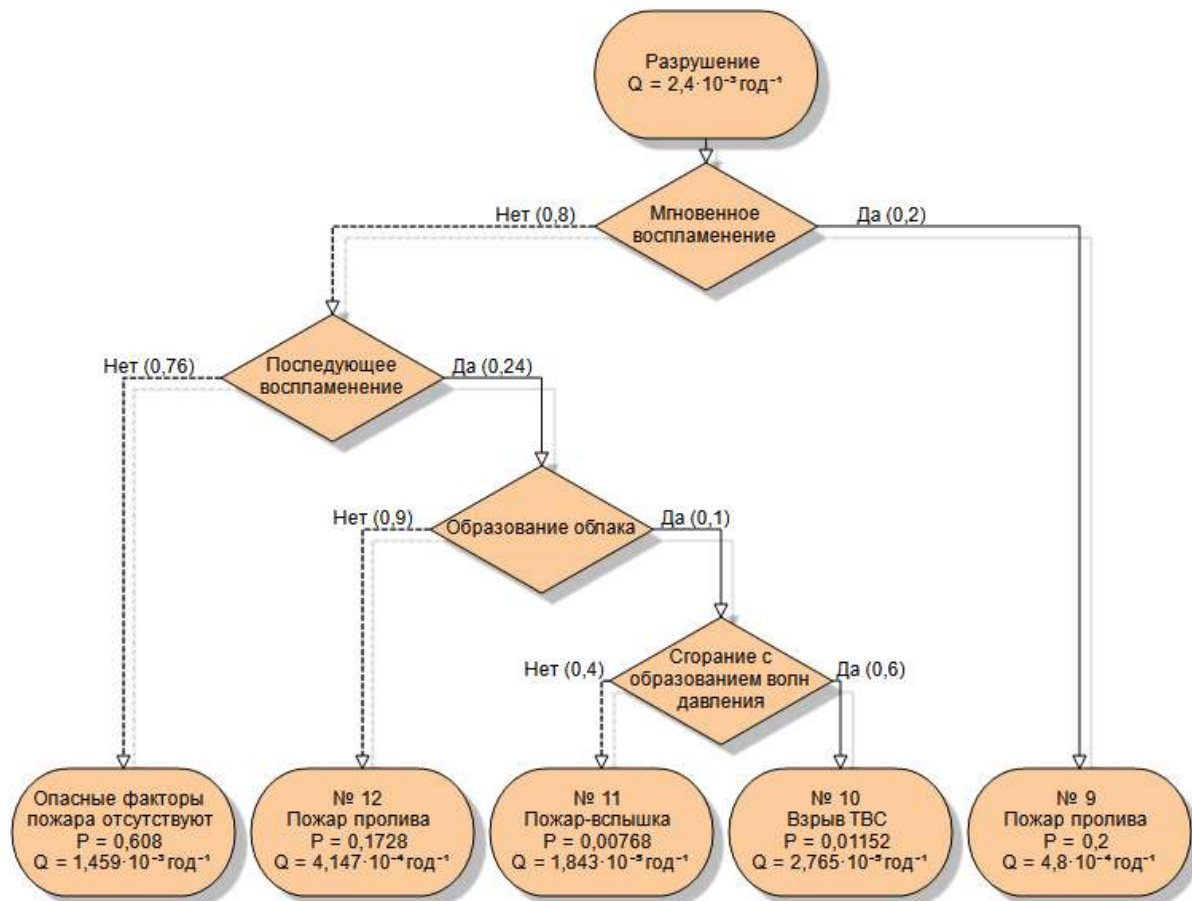 Разрушение
Q = 2,4·10⁻³ год⁻¹
Нет (0,8)
Мгновенное
воспламенение
Да (0,2)
Нет (0,76)
Последующее
воспламенение
Да (0,24)
Нет (0,9)
Образование облака
Да (0,1)
Нет (0,4)
Сгорание с
образованием волн
давления
Да (0,6)
Опасные факторы
пожара отсутствуют
P = 0,608
Q = 1,459·10⁻³ год⁻¹
№ 12
Пожар пролива
P = 0,1728
Q = 4,147·10⁻⁴ год⁻¹
№ 11
Пожар-вспышка
P = 0,00768
Q = 1,843·10⁻⁵ год⁻¹
№ 10
Взрыв ТВС
P = 0,01152
Q = 2,765·10⁻⁵ год⁻¹
№ 9
Пожар пролива
P = 0,2
Q = 4,8·10⁻⁴ год⁻¹